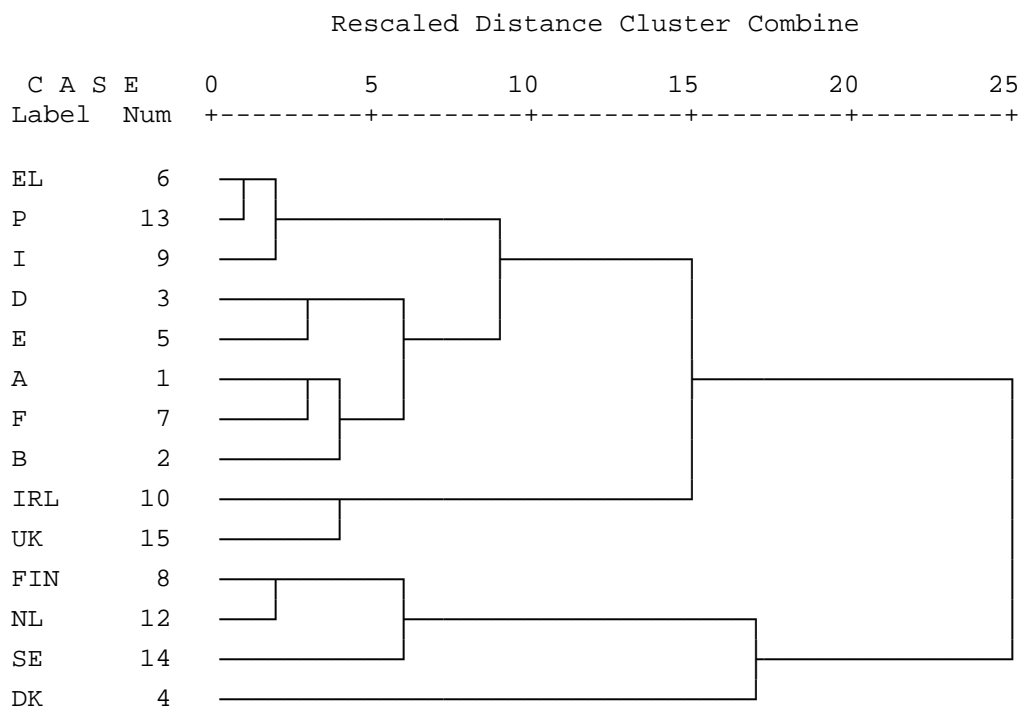 Rescaled Distance Cluster Combine
C A S E 0 5 10 15 20 25
Label Num +---------+---------+---------+---------+---------+
EL 6
P 13
I 9
D 3
E 5
A 1
F 7
B 2
IRL 10
UK 15
FIN 8
NL 12
SE 14
DK 4